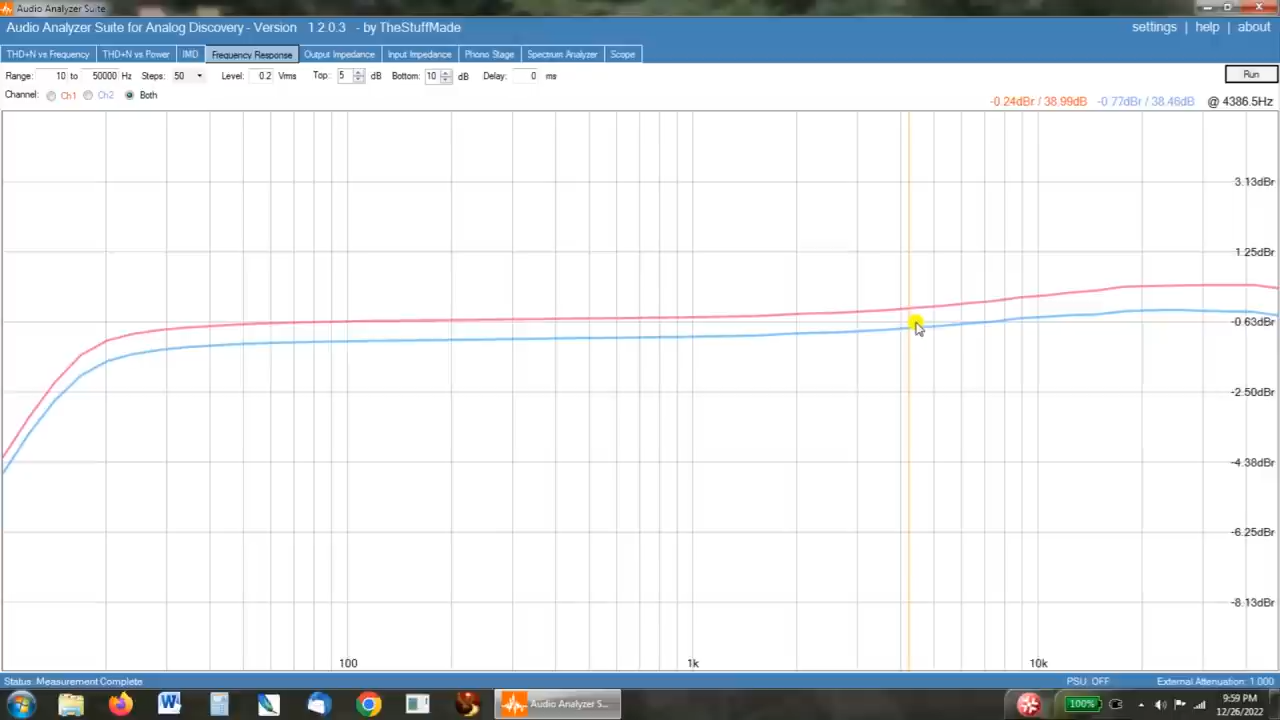 Audio Analyzer Suite
Audio Analyzer Suite for Analog Discovery - Version 1.2.0.3 - by TheStuffMade
settings | help | about
THD+N vs Frequency THD+N vs Power IMD Frequency Response Output Impedance Input Impedance Phono Stage Spectrum Analyzer Scope
Range: 10 to 50000 Hz Steps: 50 Level: 0.2 Vrms Top: 5 dB Bottom: 10 dB Delay: 0 ms
Run
Channel: Ch1 Ch2 Both
-0.24dBr / 38.99dB -0.77dBr / 38.46dB @ 4386.5Hz
3.13dBr
1.25dBr
-0.63dBr
-2.50dBr
-4.38dBr
-6.25dBr
-8.13dBr
100 1k 10k
Status: Measurement Complete
PSU: OFF External Attenuation: 1.000
Audio Analyzer S...
100%
9:59 PM
12/26/2022